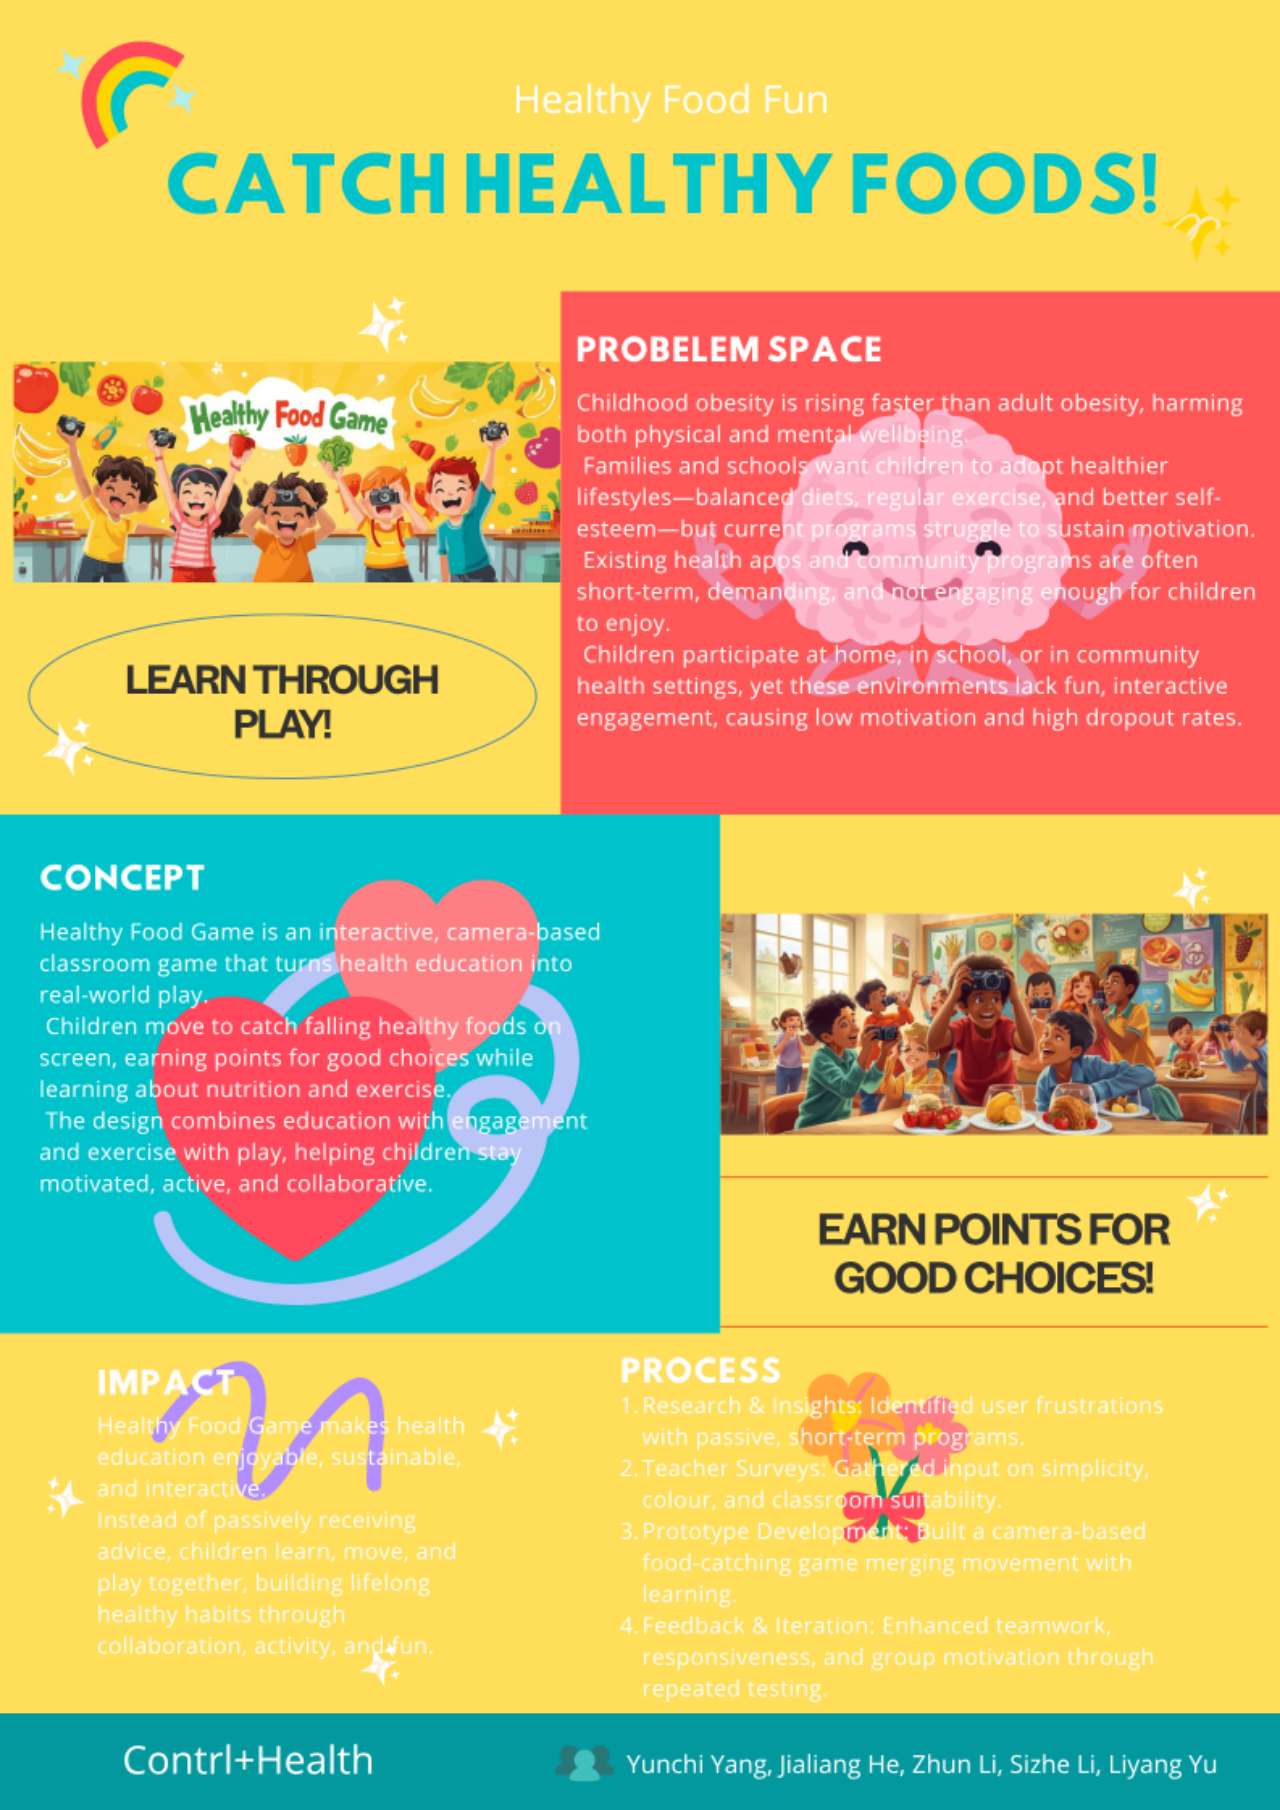 Healthy Food Fun
CATCH HEALTHY FOODS!
Healthy Food Game
LEARN THROUGH
PLAY!
PROBELEM SPACE
Childhood obesity is rising faster than adult obesity, harming
both physical and mental wellbeing.
Families and schools want children to adopt healthier
lifestyles—balanced diets, regular exercise, and better self-
esteem—but current programs struggle to sustain motivation.
Existing health apps and community programs are often
short-term, demanding, and not engaging enough for children
to enjoy.
Children participate at home, in school, or in community
health settings, yet these environments lack fun, interactive
engagement, causing low motivation and high dropout rates.
CONCEPT
Healthy Food Game is an interactive, camera-based
classroom game that turns health education into
real-world play.
Children move to catch falling healthy foods on
screen, earning points for good choices while
learning about nutrition and exercise.
The design combines education with engagement
and exercise with play, helping children stay
motivated, active, and collaborative.
EARN POINTS FOR
GOOD CHOICES!
IMPACT
Healthy Food Game makes health
education enjoyable, sustainable,
and interactive.
Instead of passively receiving
advice, children learn, move, and
play together, building lifelong
healthy habits through
collaboration, activity, and fun.
PROCESS
1. Research & Insights: Identified user frustrations
with passive, short-term programs.
2. Teacher Surveys: Gathered input on simplicity,
colour, and classroom suitability.
3. Prototype Development: Built a camera-based
food-catching game merging movement with
learning.
4. Feedback & Iteration: Enhanced teamwork,
responsiveness, and group motivation through
repeated testing.
Contrl+Health
Yunchi Yang, Jialiang He, Zhun Li, Sizhe Li, Liyang Yu